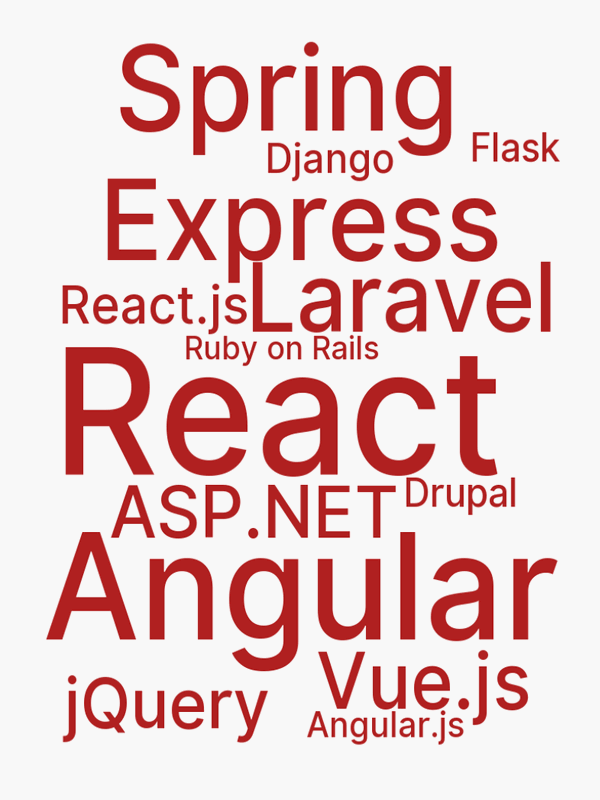 Spring
Django
Flask
Express
React.js
Laravel
Ruby on Rails
React
ASP.NET
Drupal
Angular
jQuery
Vue.js
Angular.js